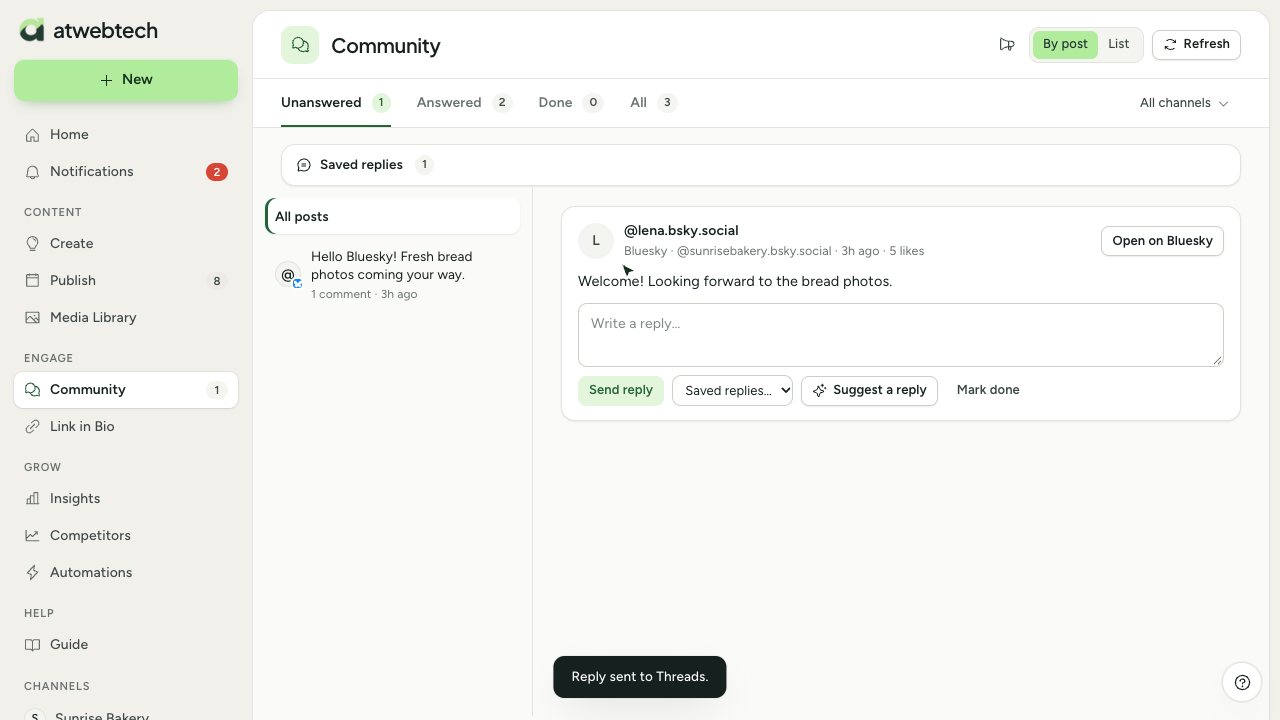 atwebtech
New
Home
Notifications 2
CONTENT
Create
Publish 8
Media Library
ENGAGE
Community 1
Link in Bio
GROW
Insights
Competitors
Automations
HELP
Guide
CHANNELS
S Sunrise Bakery
Community
By post List Refresh
Unanswered 1 Answered 2 Done 0 All 3 All channels
Saved replies 1
All posts
@ Hello Bluesky! Fresh bread
photos coming your way.
1 comment · 3h ago
L @lena.bsky.social
Bluesky · @sunrisebakery.bsky.social · 3h ago · 5 likes
Open on Bluesky
Welcome! Looking forward to the bread photos.
Write a reply...
Send reply Saved replies... Suggest a reply Mark done
Reply sent to Threads.